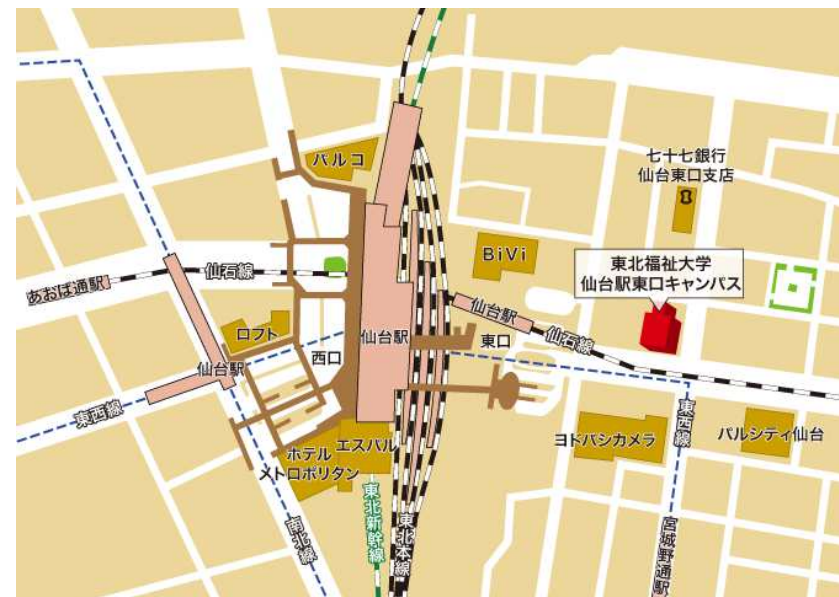 パルコ
七十七銀行
仙台東口支店
BiVi
東北福祉大学
仙台駅東口キャンパス
仙石線
あおば通駅
仙台駅
仙石線
ロフト
仙台駅
西口
仙台駅
東口
東西線
ホテル
メトロポリタン
エスパル
ヨドバシカメラ
東西線
パルシティ仙台
南北線
東北新幹線
東北本線
宮城野通駅